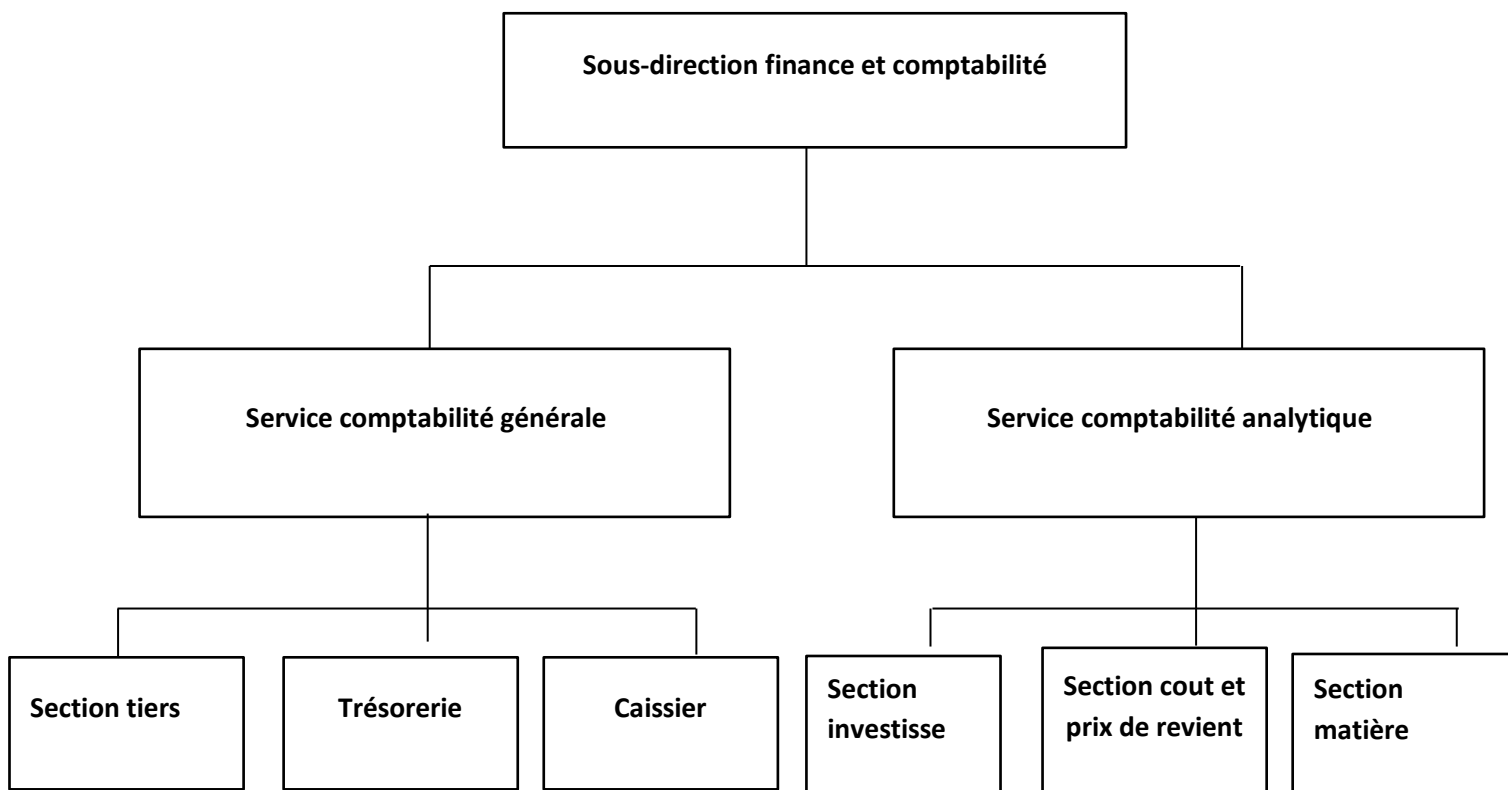 Sous-direction finance et comptabilité
Service comptabilité générale
Service comptabilité analytique
Section tiers
Trésorerie
Caissier
Section
investisse
Section cout et
prix de revient
Section
matière